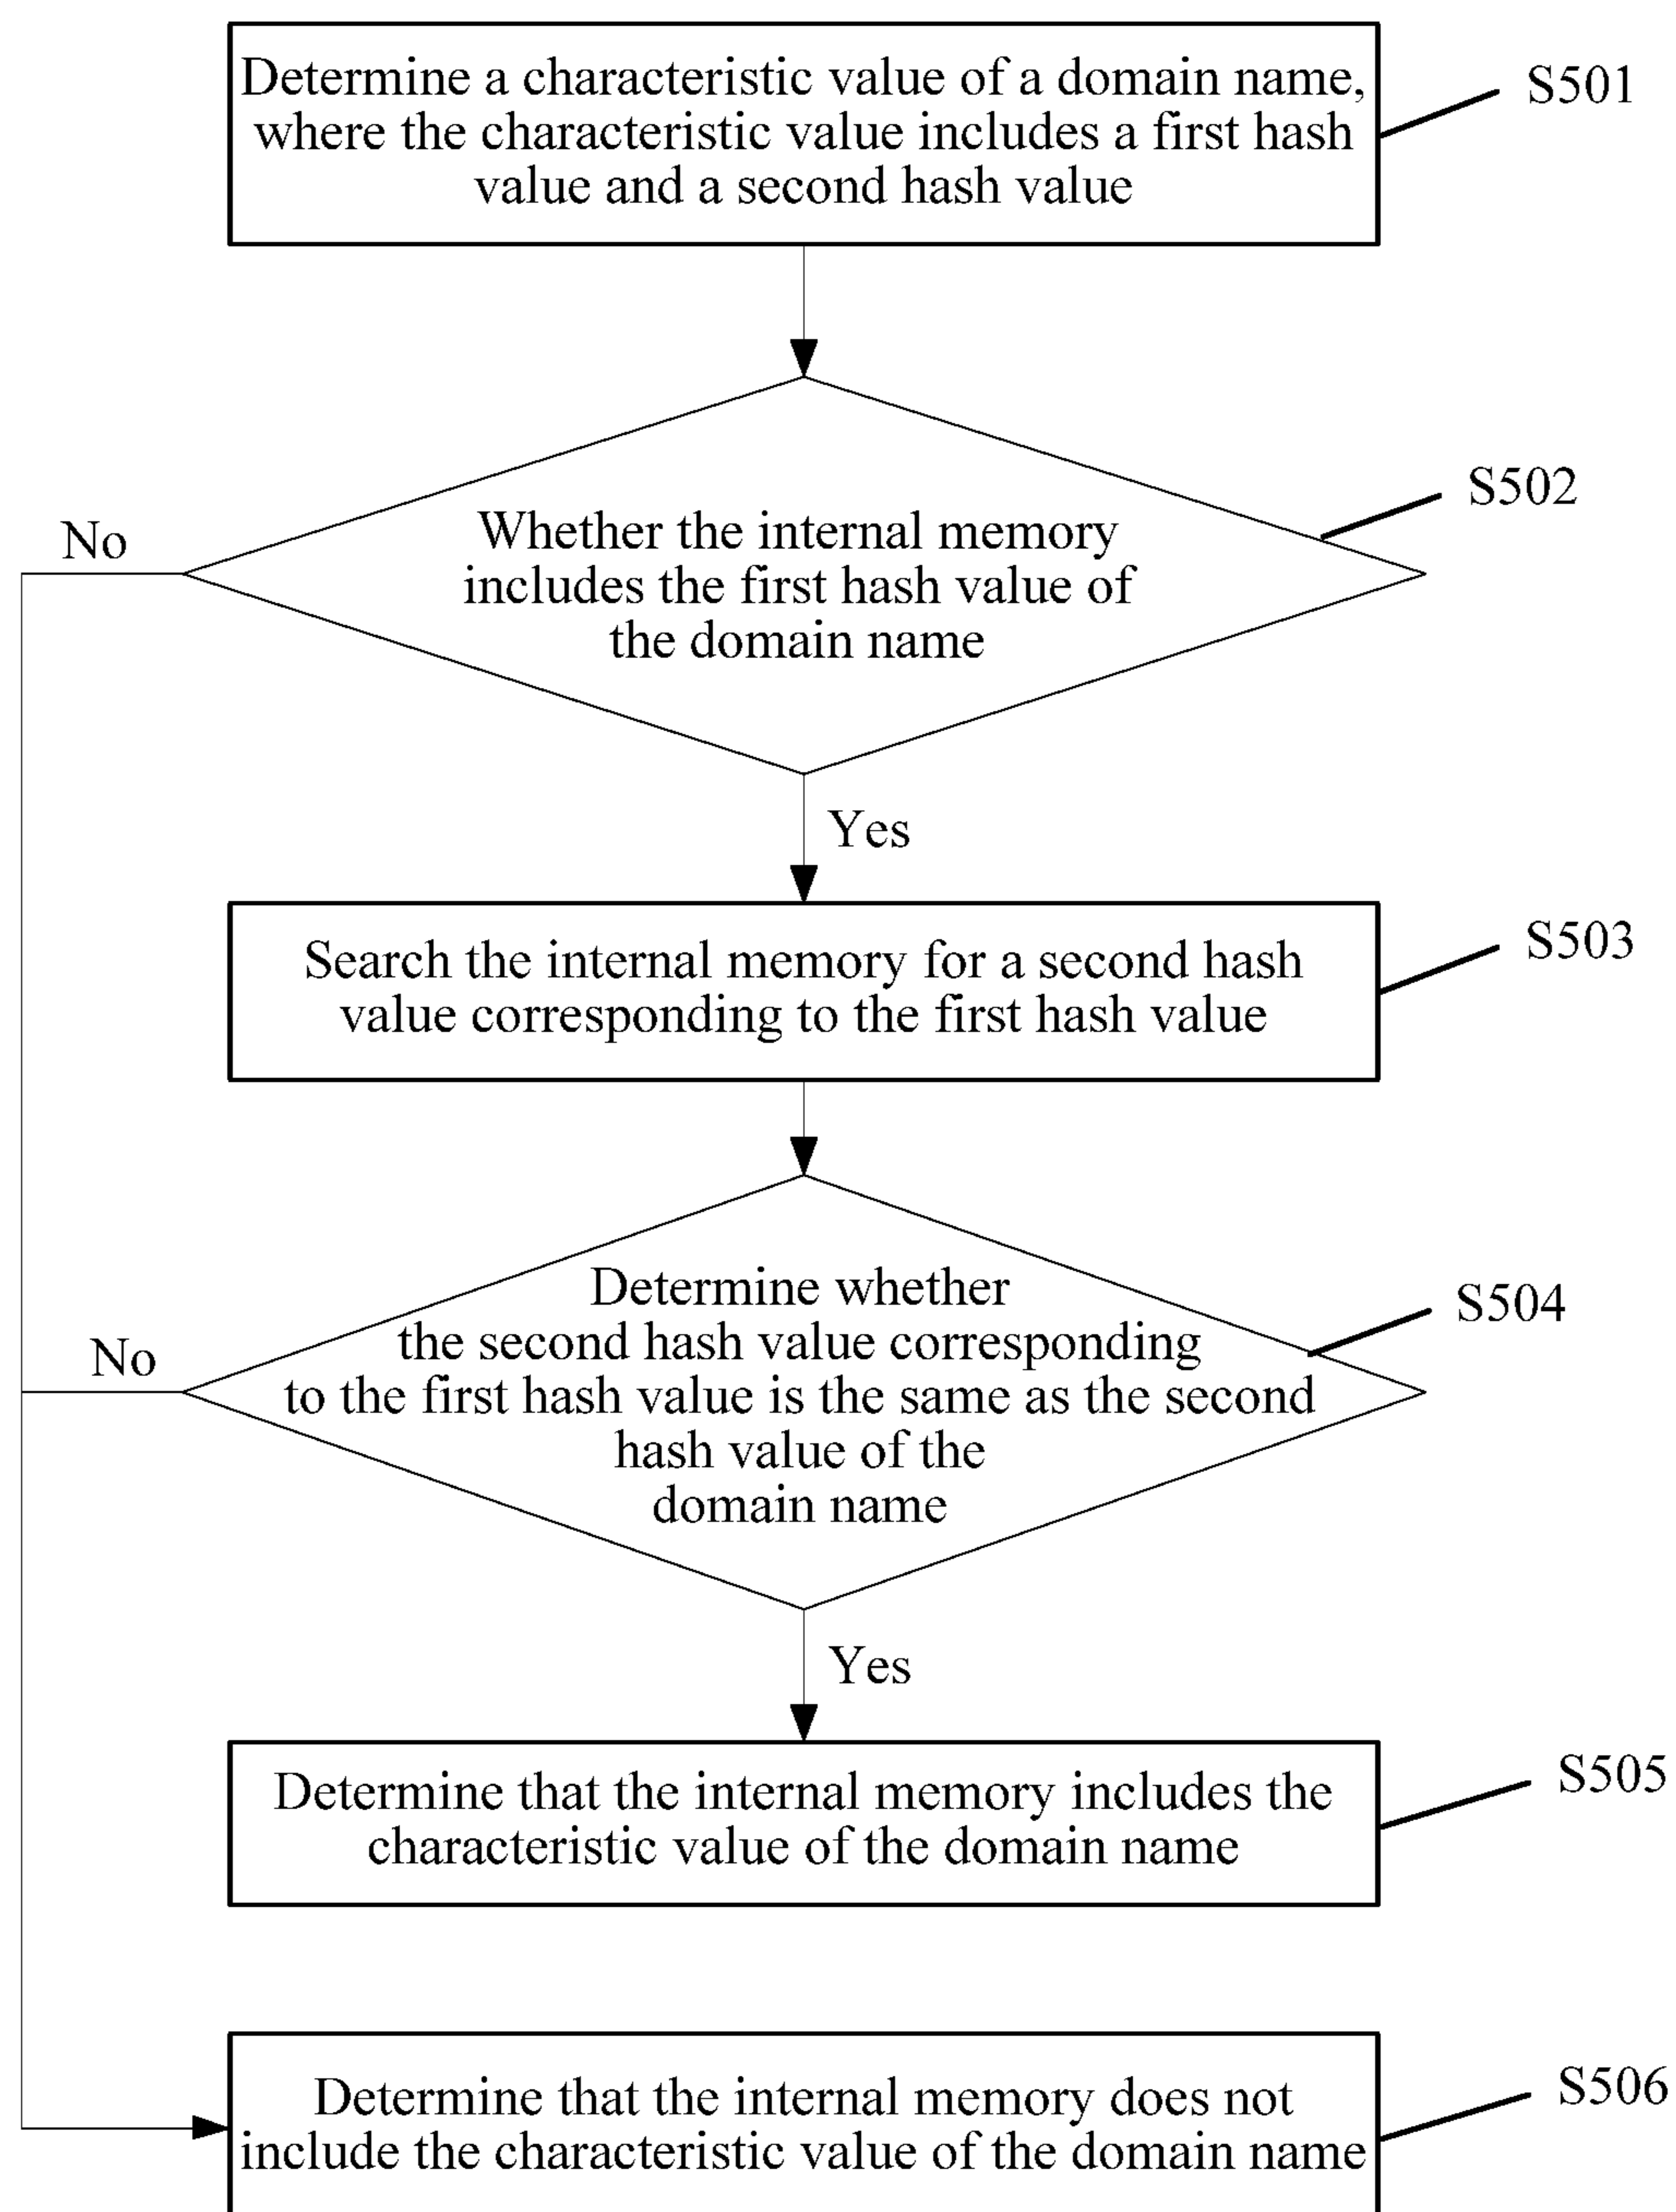 Determine a characteristic value of a domain name,
where the characteristic value includes a first hash
value and a second hash value
S501
Whether the internal memory
includes the first hash value of
the domain name
S502
No
Yes
Search the internal memory for a second hash
value corresponding to the first hash value
S503
Determine whether
the second hash value corresponding
to the first hash value is the same as the second
hash value of the
domain name
S504
No
Yes
Determine that the internal memory includes the
characteristic value of the domain name
S505
Determine that the internal memory does not
include the characteristic value of the domain name
S506